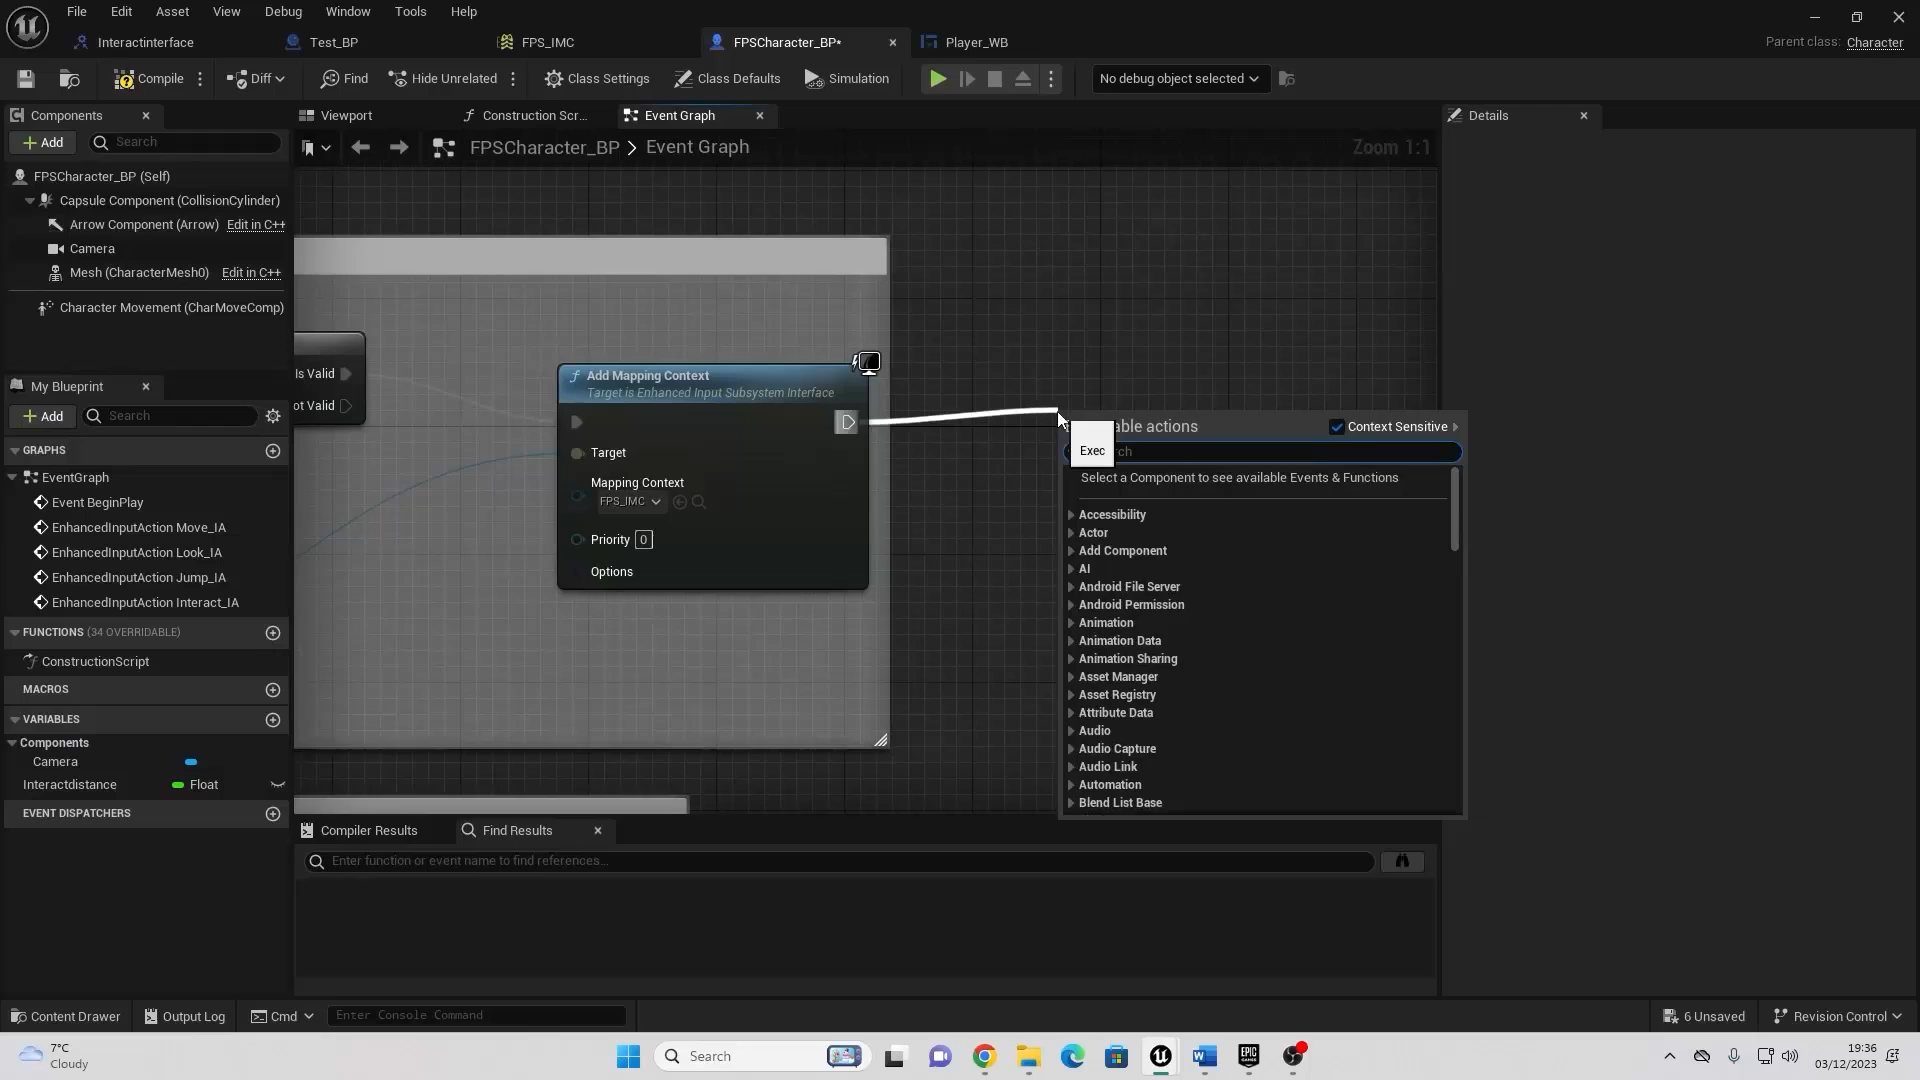 File Edit Asset View Debug Window Tools Help
Interactinterface Test_BP FPS_IMC FPSCharacter_BP* Player_WB Parent class: Character
Compile Diff Find Hide Unrelated Class Settings Class Defaults Simulation No debug object selected
Components Viewport Construction Scr... Event Graph Details
Add Search FPSCharacter_BP > Event Graph Zoom 1:1
FPSCharacter_BP (Self)
Capsule Component (CollisionCylinder)
Arrow Component (Arrow) Edit in C++
Camera
Mesh (CharacterMesh0) Edit in C++
Character Movement (CharMoveComp)
My Blueprint
Add Search
GRAPHS
EventGraph
Event BeginPlay
EnhancedInputAction Move_IA
EnhancedInputAction Look_IA
EnhancedInputAction Jump_IA
EnhancedInputAction Interact_IA
FUNCTIONS (34 OVERRIDABLE)
ConstructionScript
MACROS
VARIABLES
Components
Camera
Interactdistance Float
EVENT DISPATCHERS
Is Valid
ot Valid
f Add Mapping Context
Target is Enhanced Input Subsystem Interface
Target
Mapping Context
FPS_IMC
Priority 0
Options
able actions Context Sensitive
Exec rch
Select a Component to see available Events & Functions
Accessibility
Actor
Add Component
AI
Android File Server
Android Permission
Animation
Animation Data
Animation Sharing
Asset Manager
Asset Registry
Attribute Data
Audio
Audio Capture
Audio Link
Automation
Blend List Base
Compiler Results Find Results
Enter function or event name to find references...
Content Drawer Output Log Cmd Enter Console Command 6 Unsaved Revision Control
7°C
Cloudy
Search
19:36
03/12/2023